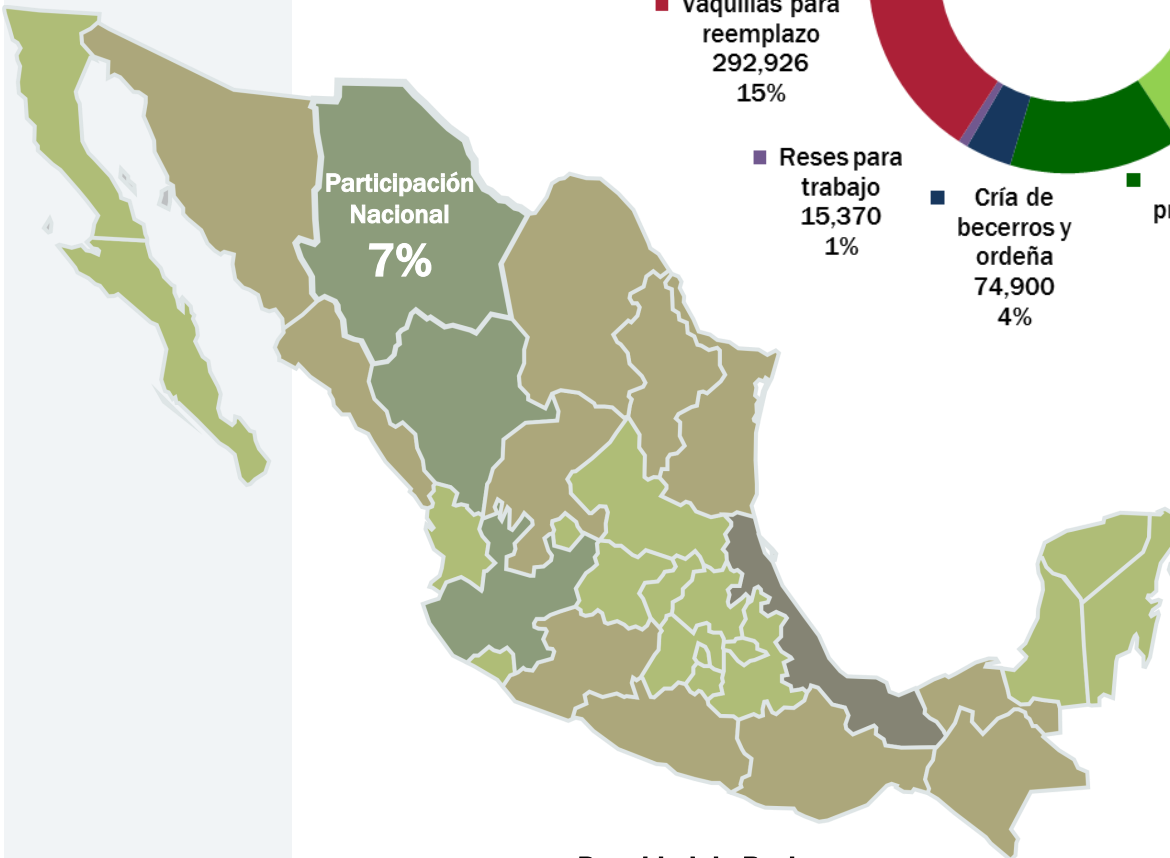 Vaquillas para
reemplazo
292,926
15%
Reses para
trabajo
15,370
1%
Cría de
becerros y
ordeña
74,900
4%
Participación
Nacional
7%